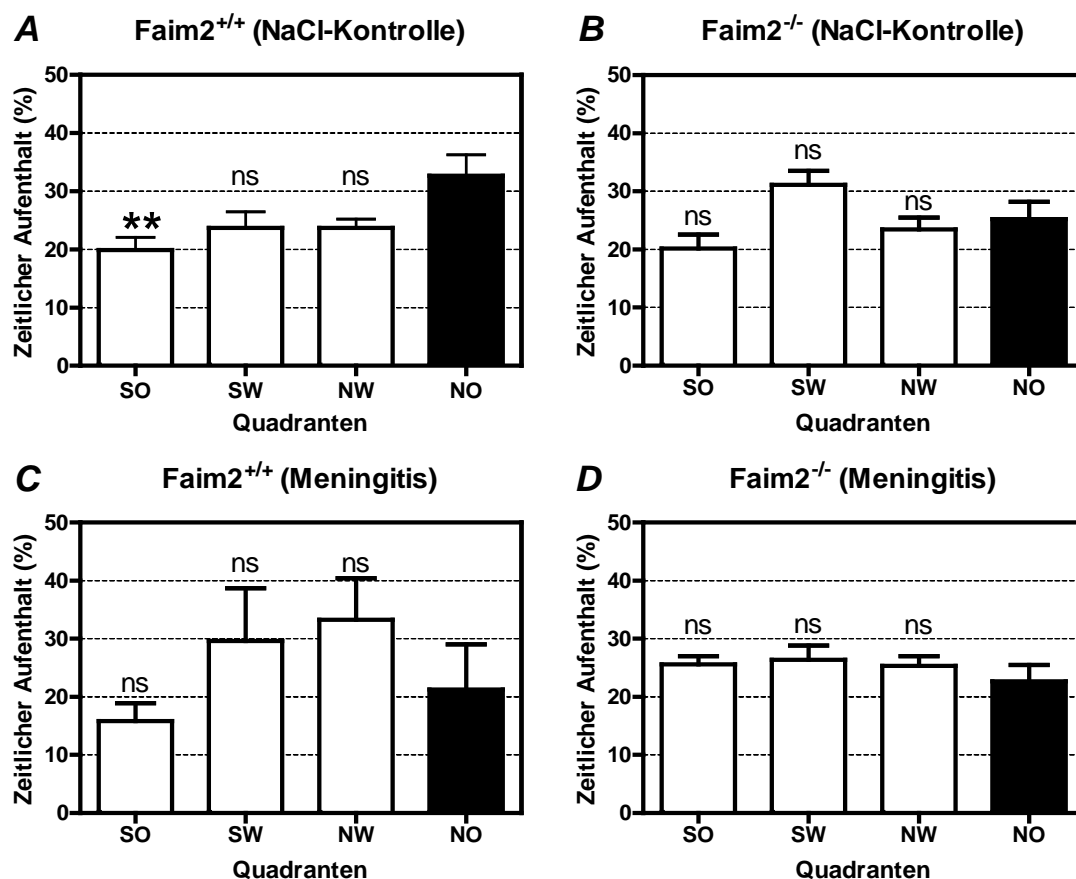 A Faim2+/+ (NaCl-Kontrolle)
Zeitlicher Aufenthalt (%)
50
40
30
20
10
0
**
ns
ns
SO SW NW NO
Quadranten
B Faim2-/- (NaCl-Kontrolle)
Zeitlicher Aufenthalt (%)
50
40
30
20
10
0
ns
ns
ns
SO SW NW NO
Quadranten
C Faim2+/+ (Meningitis)
Zeitlicher Aufenthalt (%)
50
40
30
20
10
0
ns
ns
ns
SO SW NW NO
Quadranten
D Faim2-/- (Meningitis)
Zeitlicher Aufenthalt (%)
50
40
30
20
10
0
ns
ns
ns
SO SW NW NO
Quadranten